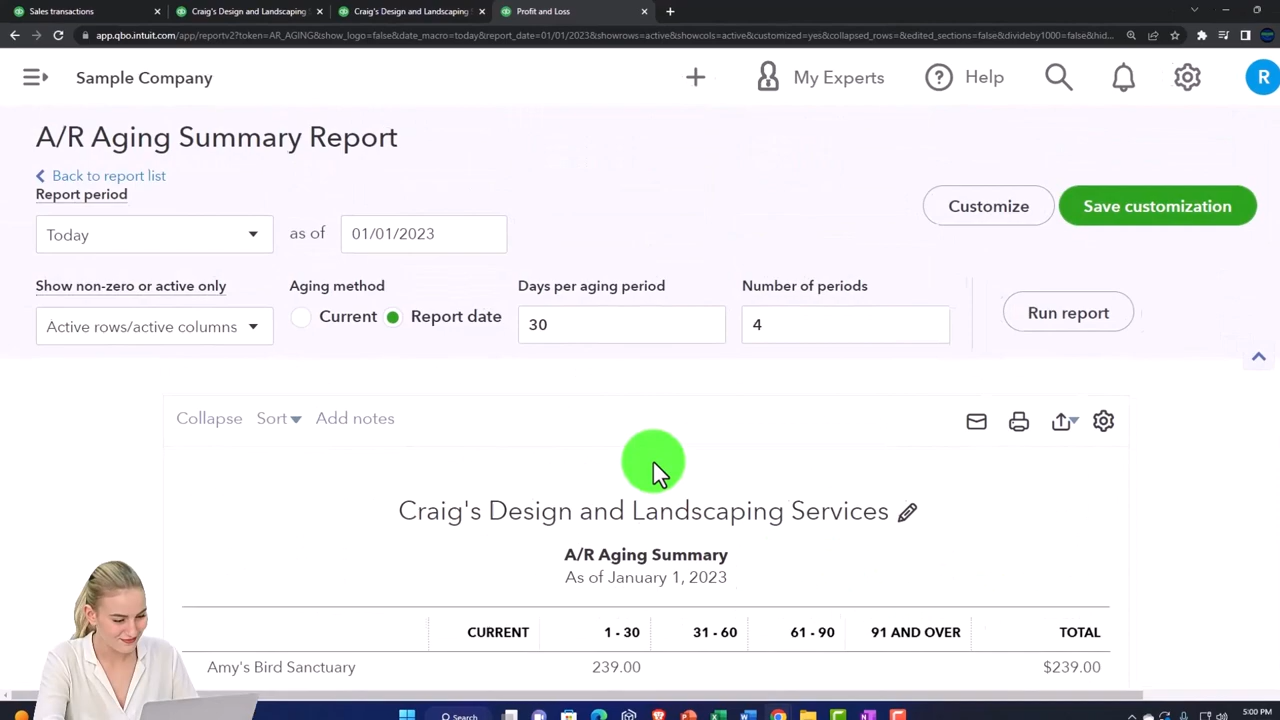 Sales transactions
Craig's Design and Landscaping
Craig's Design and Landscaping
Profit and Loss
app.qbo.intuit.com/app/reportv2?token=AR_AGING&show_logo=false&date_macro=today&report_date=01/01/2023&showrows=active&showcols=active&customized=yes&collapsed_rows=&edited_sections=false&divideby1000=false&hid...
Sample Company
My Experts
Help
R
A/R Aging Summary Report
Back to report list
Report period
Today
as of
01/01/2023
Customize
Save customization
Show non-zero or active only
Aging method
Days per aging period
Number of periods
Active rows/active columns
Current
Report date
30
4
Run report
Collapse
Sort
Add notes
Craig's Design and Landscaping Services
A/R Aging Summary
As of January 1, 2023
CURRENT 1 - 30 31 - 60 61 - 90 91 AND OVER TOTAL
Amy's Bird Sanctuary 239.00 $239.00
Search
5:00 PM